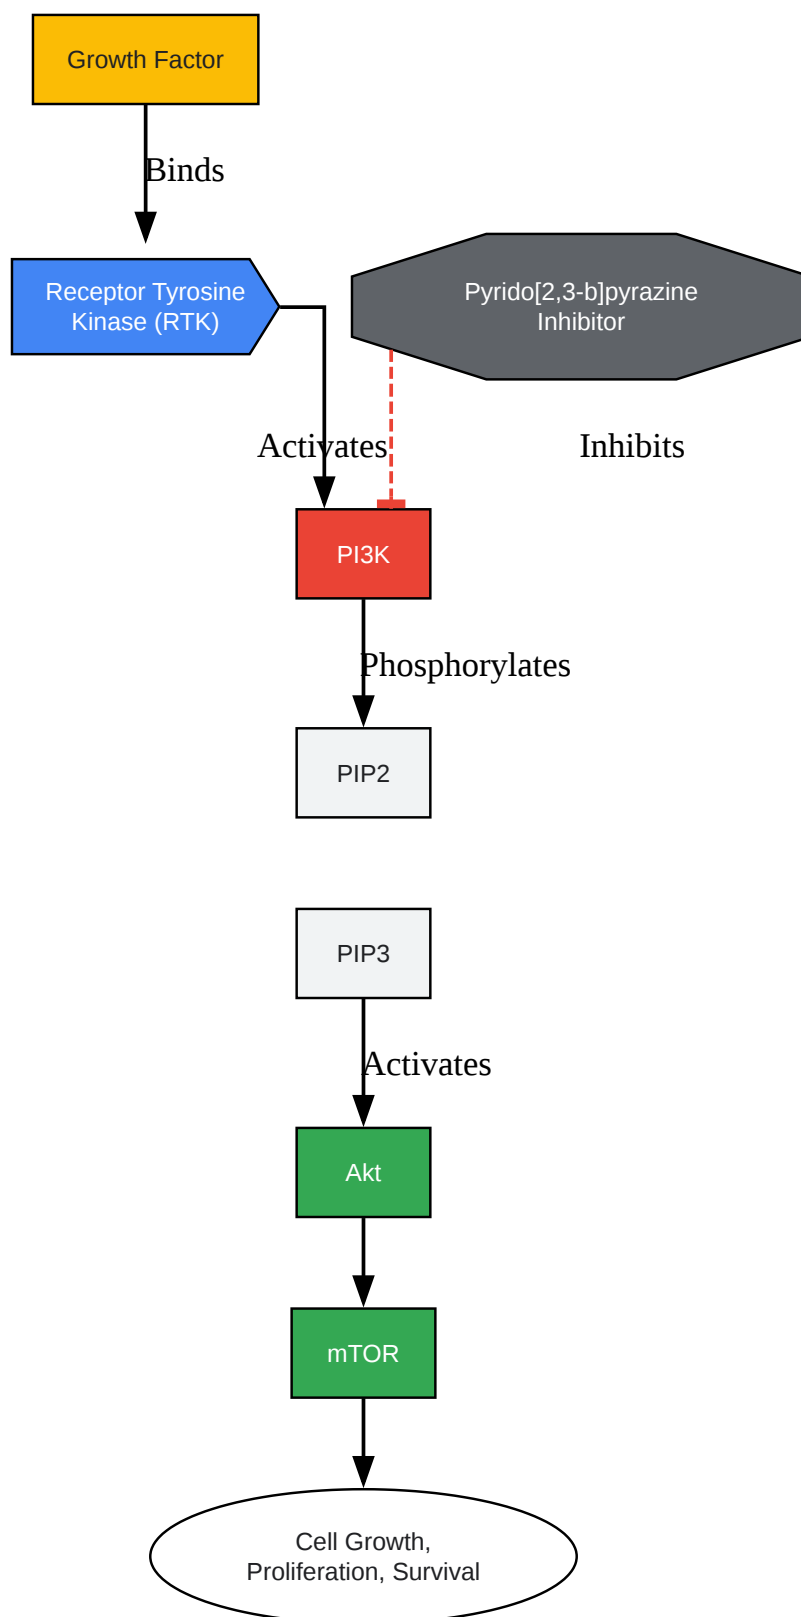 Growth Factor
Binds
Receptor Tyrosine
Kinase (RTK)
Pyrido[2,3-b]pyrazine
Inhibitor
Activates
Inhibits
PI3K
Phosphorylates
PIP2
PIP3
Activates
Akt
mTOR
Cell Growth,
Proliferation, Survival